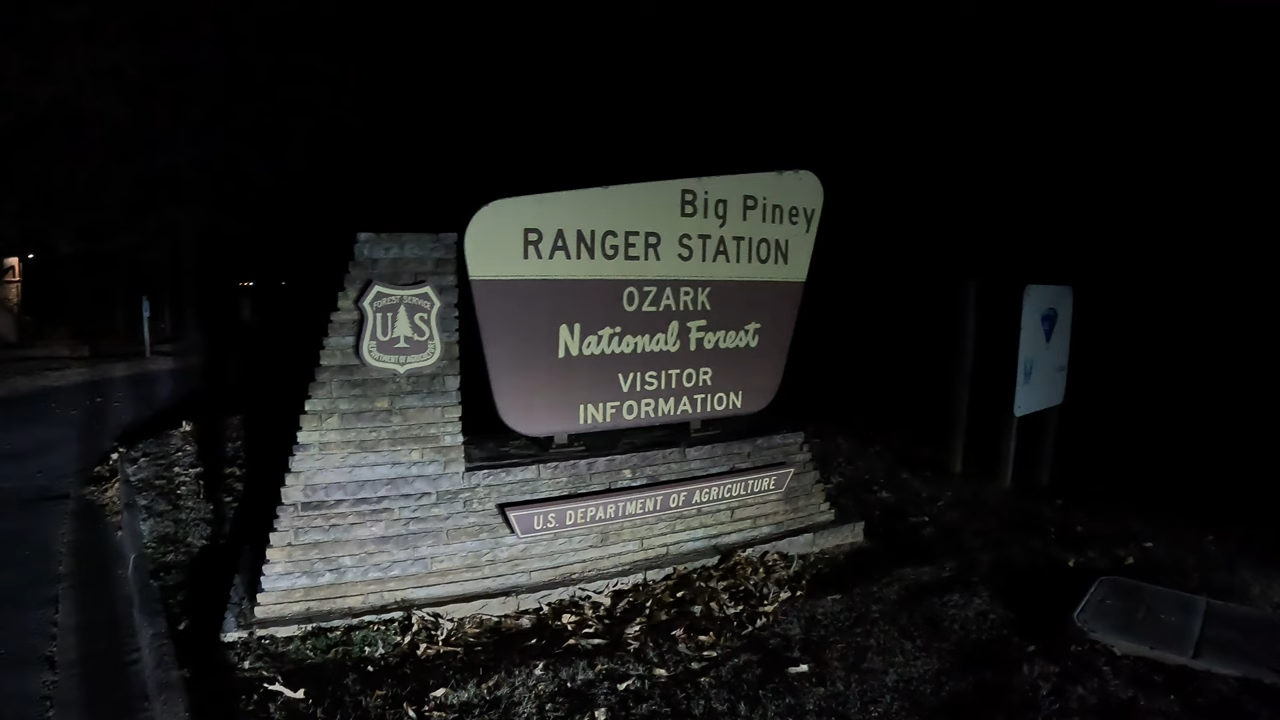 Big Piney
RANGER STATION
OZARK
National Forest
VISITOR
INFORMATION
FOREST SERVICE
U S
DEPARTMENT OF AGRICULTURE
U.S. DEPARTMENT OF AGRICULTURE